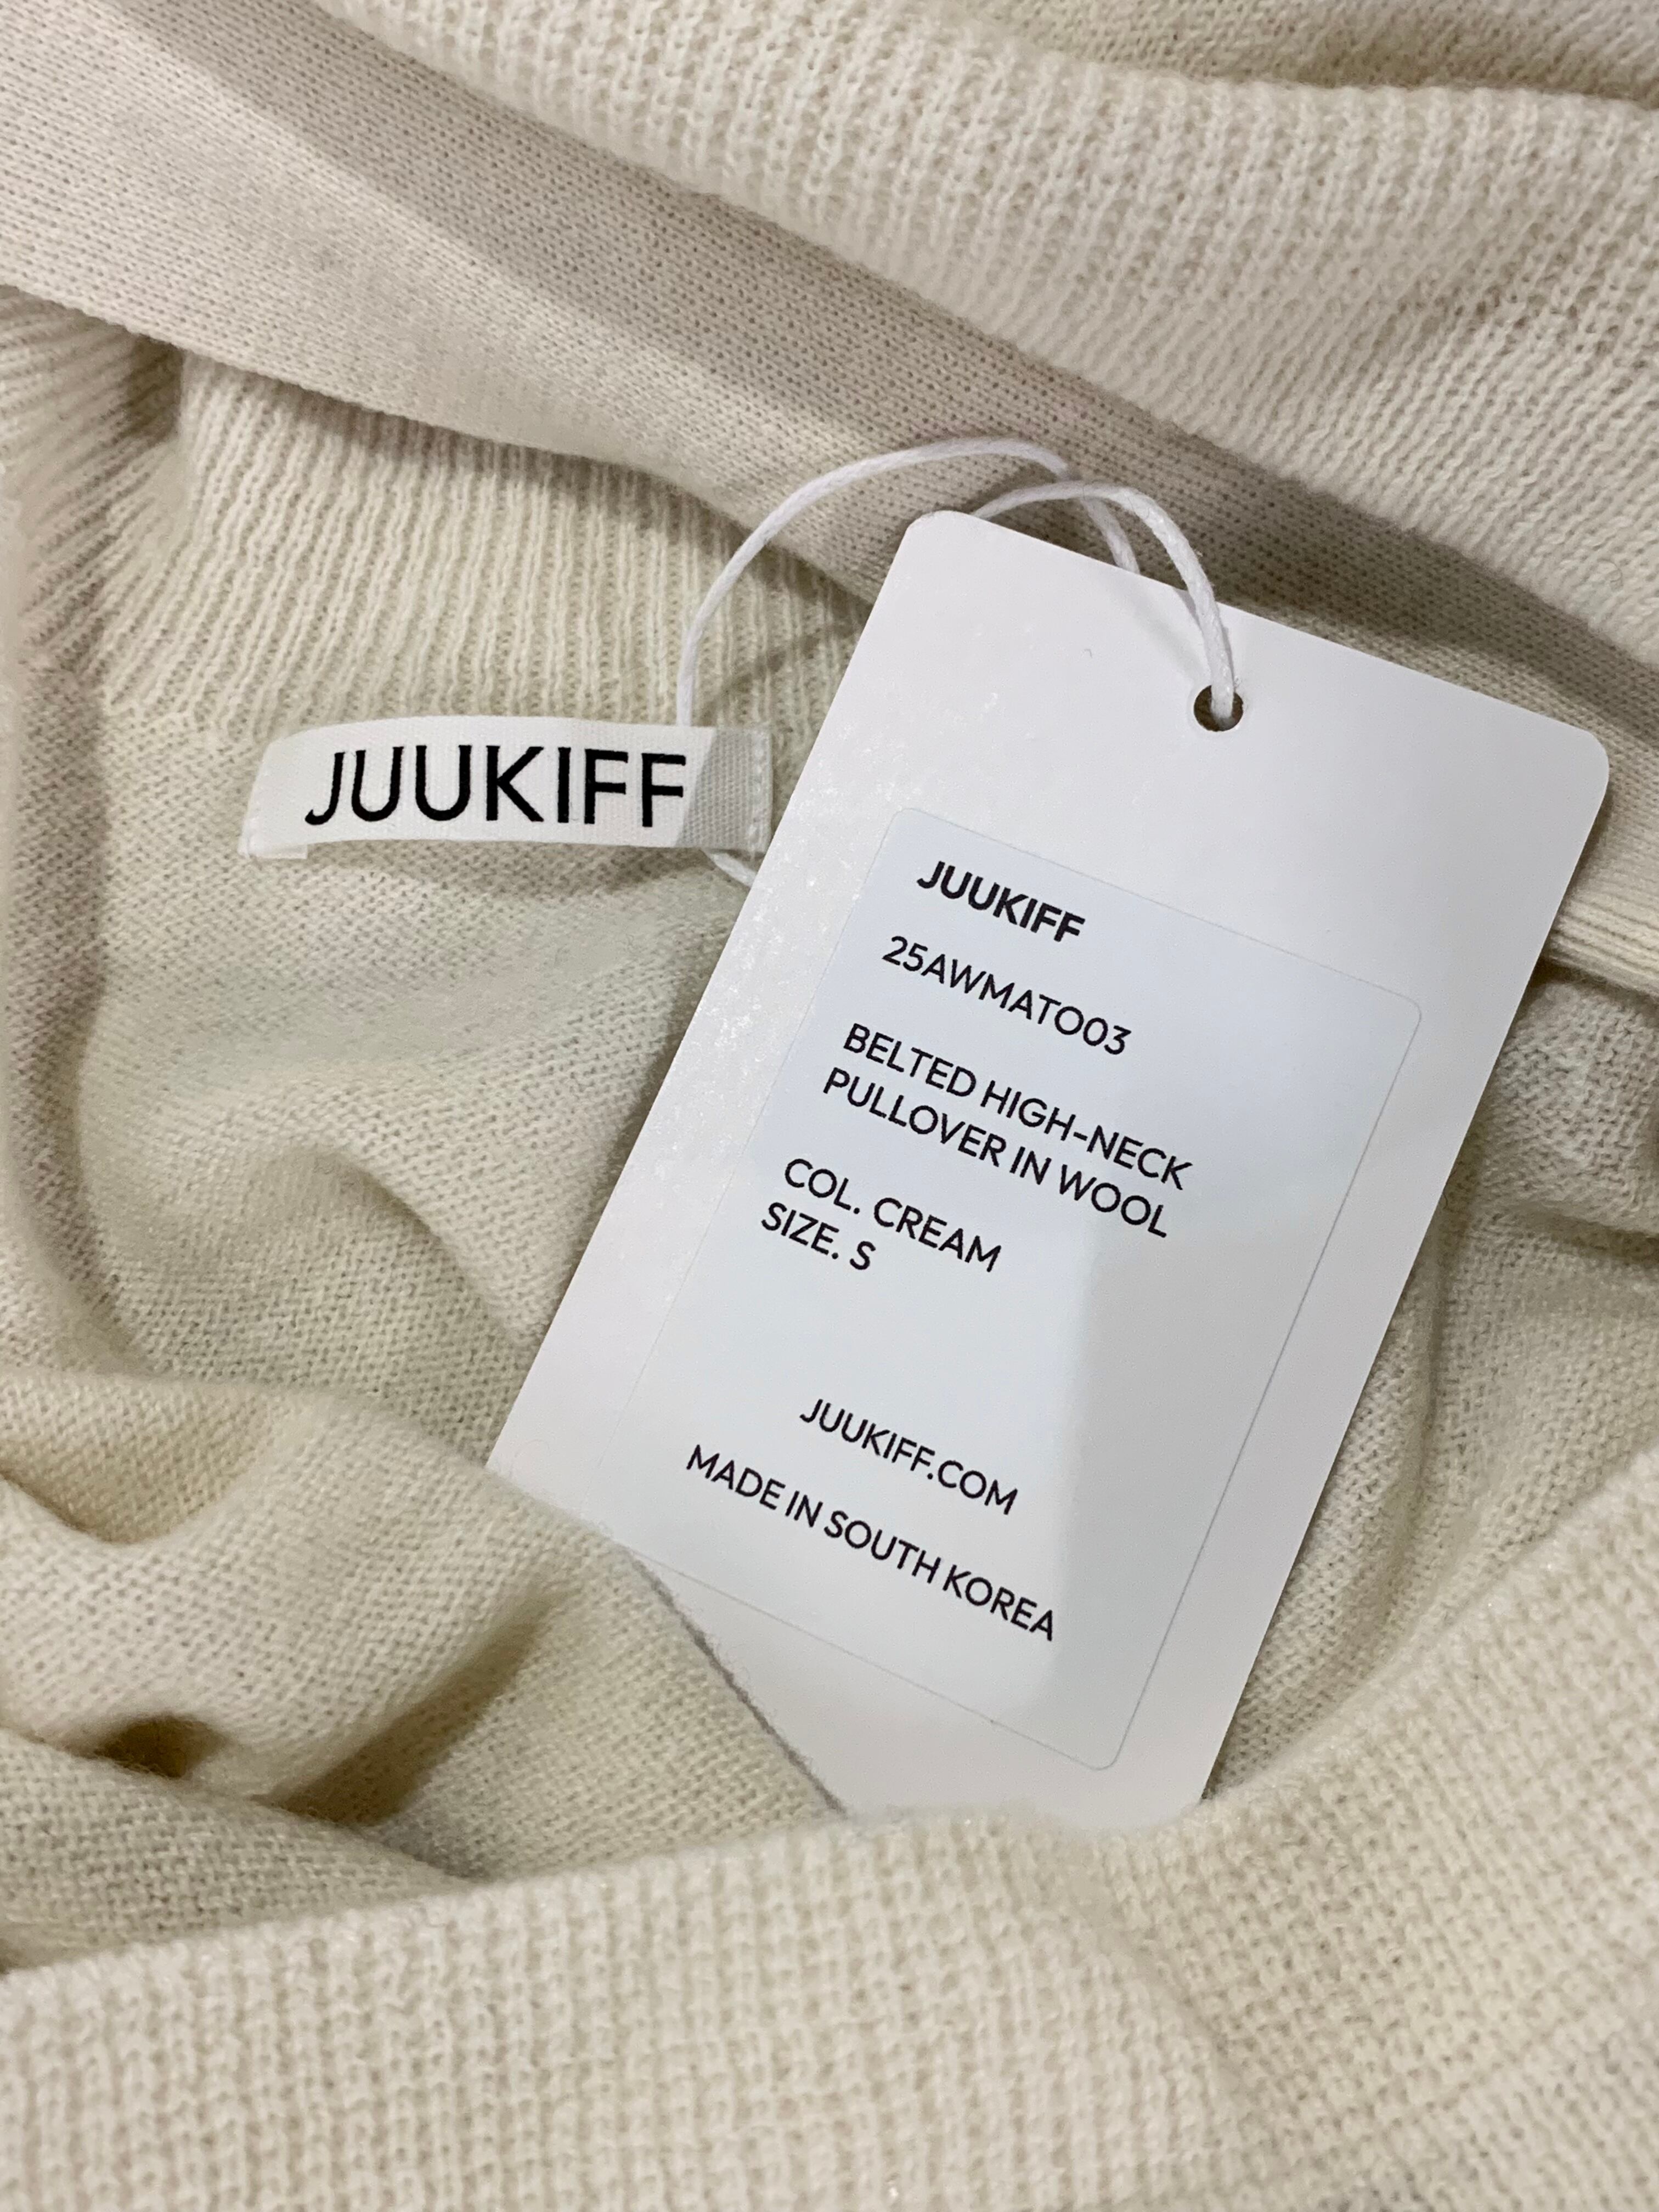 JUUKIFF
JUUKIFF
25AWMATO03
BELTED HIGH-NECK
PULLOVER IN WOOL
COL. CREAM
SIZE. S
JUUKIFF.COM
MADE IN SOUTH KOREA